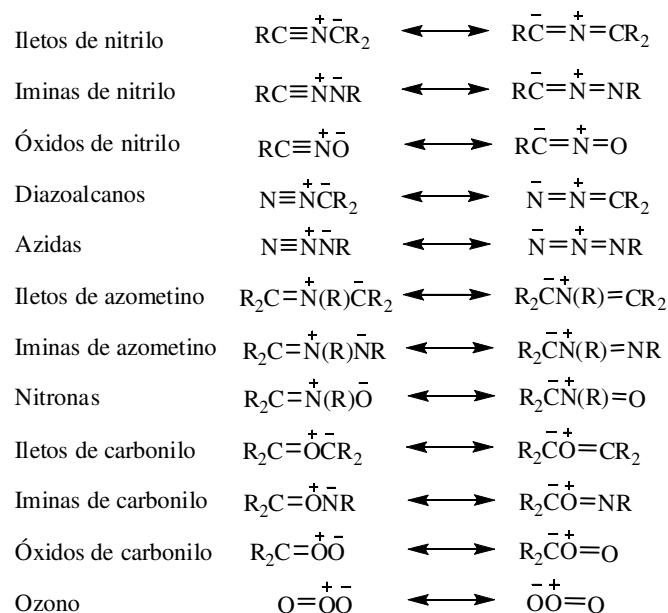 Iletos de nitrilo RC≡N⁺C⁻R₂ ⟷ RC⁻=N⁺=CR₂
Iminas de nitrilo RC≡N⁺N⁻R ⟷ RC⁻=N⁺=NR
Óxidos de nitrilo RC≡N⁺O⁻ ⟷ RC⁻=N⁺=O
Diazoalcanos N≡N⁺C⁻R₂ ⟷ N⁻=N⁺=CR₂
Azidas N≡N⁺N⁻R ⟷ N⁻=N⁺=NR
Iletos de azometino R₂C=N⁺(R)C⁻R₂ ⟷ R₂C⁻N⁺(R)=CR₂
Iminas de azometino R₂C=N⁺(R)N⁻R ⟷ R₂C⁻N⁺(R)=NR
Nitronas R₂C=N⁺(R)O⁻ ⟷ R₂C⁻N⁺(R)=O
Iletos de carbonilo R₂C=O⁺C⁻R₂ ⟷ R₂C⁻O⁺=CR₂
Iminas de carbonilo R₂C=O⁺N⁻R ⟷ R₂C⁻O⁺=NR
Óxidos de carbonilo R₂C=O⁺O⁻ ⟷ R₂C⁻O⁺=O
Ozono O=O⁺O⁻ ⟷ O⁻O⁺=O